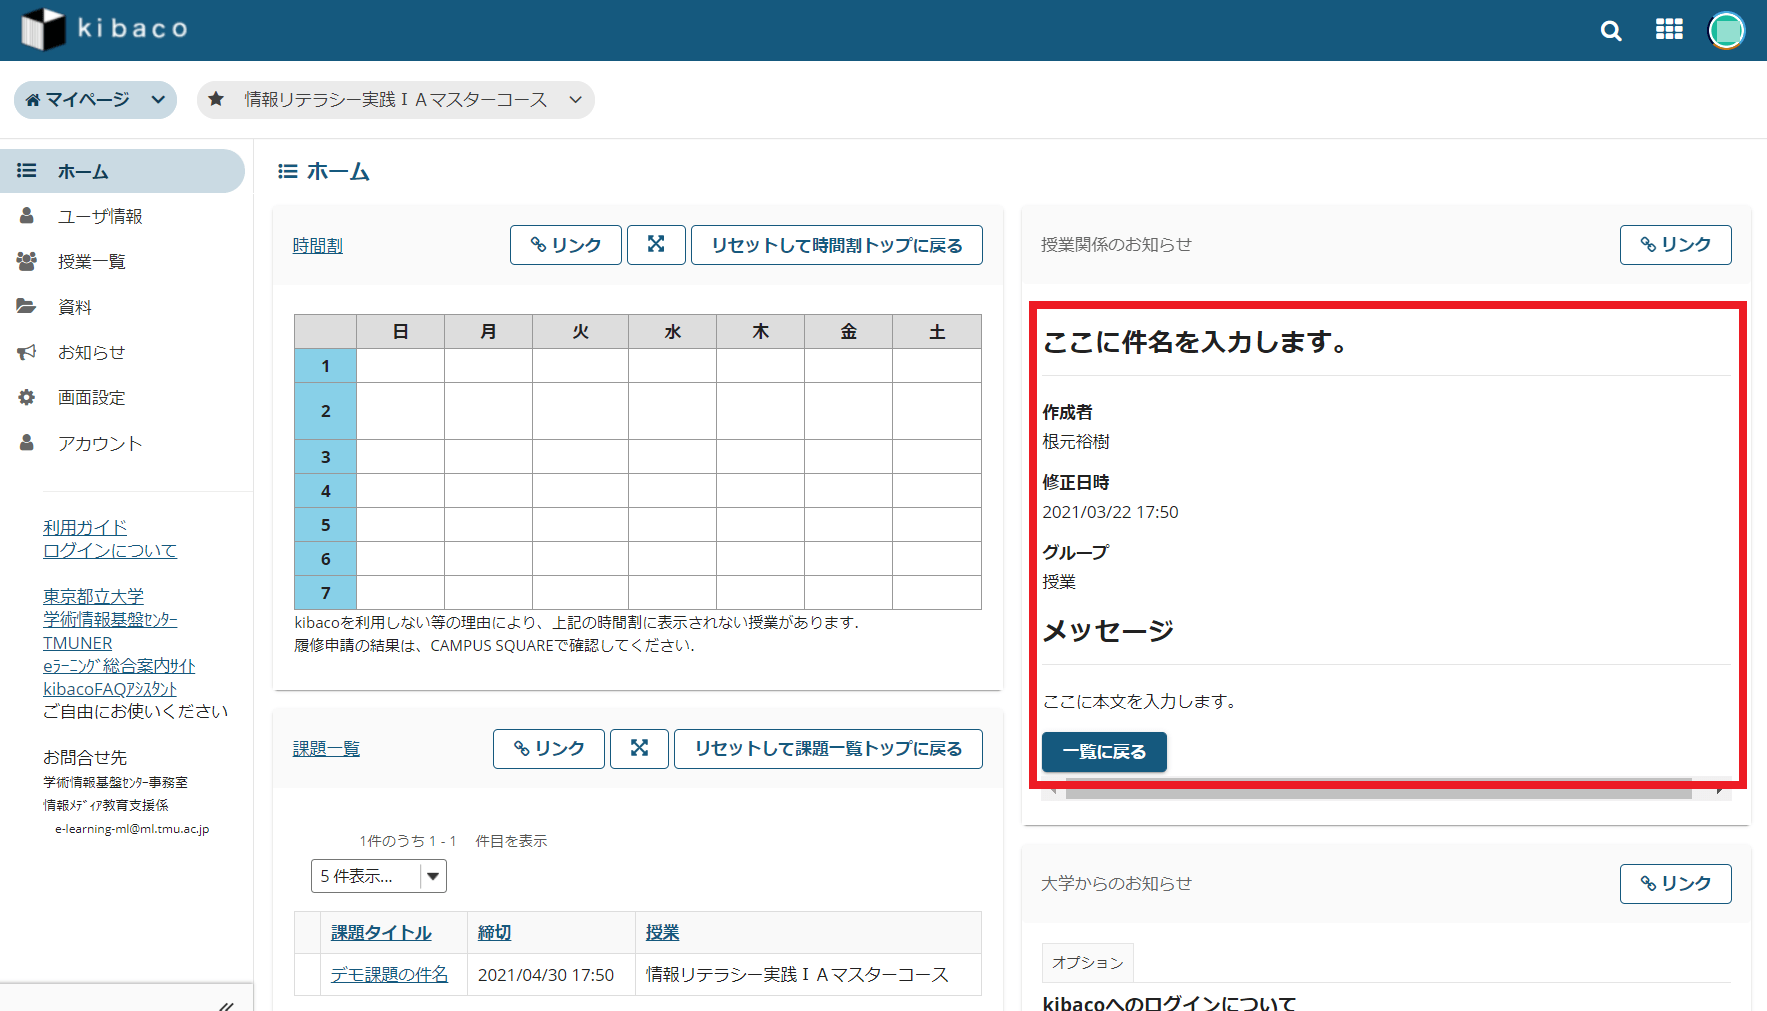 kibaco
マイページ
情報リテラシー実践ⅠＡマスターコース
ホーム
ユーザ情報
授業一覧
資料
お知らせ
画面設定
アカウント
利用ガイド
ログインについて
東京都立大学
学術情報基盤ｾﾝﾀｰ
TMUNER
eﾗｰﾆﾝｸﾞ総合案内ｻｲﾄ
kibacoFAQｱｼｽﾀﾝﾄ
ご自由にお使いください
お問合せ先
学術情報基盤ｾﾝﾀｰ事務室
情報ﾒﾃﾞｨｱ教育支援係
e-learning-ml@ml.tmu.ac.jp
ホーム
時間割
リンク
リセットして時間割トップに戻る
日 月 火 水 木 金 土
1
2
3
4
5
6
7
kibacoを利用しない等の理由により、上記の時間割に表示されない授業があります.
履修申請の結果は、CAMPUS SQUAREで確認してください.
課題一覧
リンク
リセットして課題一覧トップに戻る
1件のうち 1 - 1 件目を表示
5 件表示...
課題タイトル 締切 授業
デモ課題の件名 2021/04/30 17:50 情報リテラシー実践ⅠＡマスターコース
授業関係のお知らせ
リンク
ここに件名を入力します。
作成者
根元裕樹
修正日時
2021/03/22 17:50
グループ
授業
メッセージ
ここに本文を入力します。
一覧に戻る
大学からのお知らせ
リンク
オプション
kibacoへのログインについて